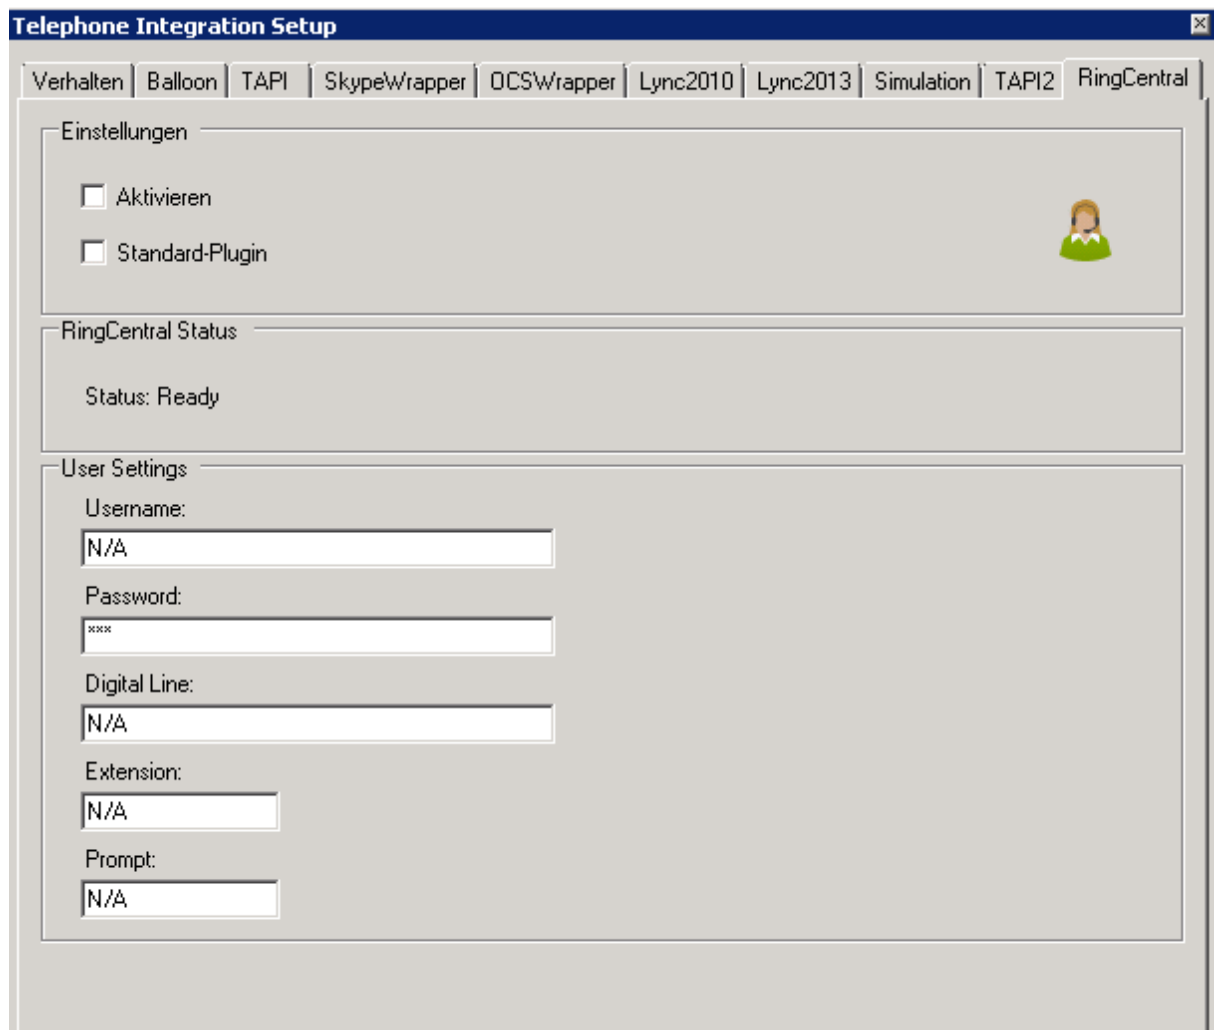 Telephone Integration Setup
Verhalten Balloon TAPI SkypeWrapper OCSWrapper Lync2010 Lync2013 Simulation TAPI2 RingCentral
Einstellungen
Aktivieren
Standard-Plugin
RingCentral Status
Status: Ready
User Settings
Username:
N/A
Password:
***
Digital Line:
N/A
Extension:
N/A
Prompt:
N/A